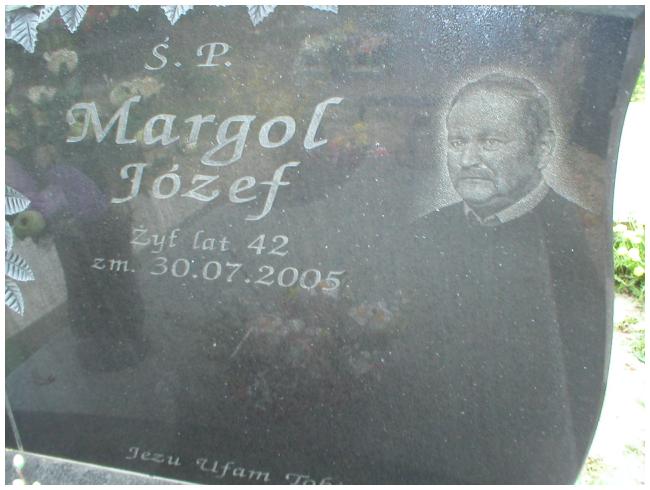 Ś. P.
Margol
Józef
Żył lat 42
zm. 30.07.2005
Jezu Ufam